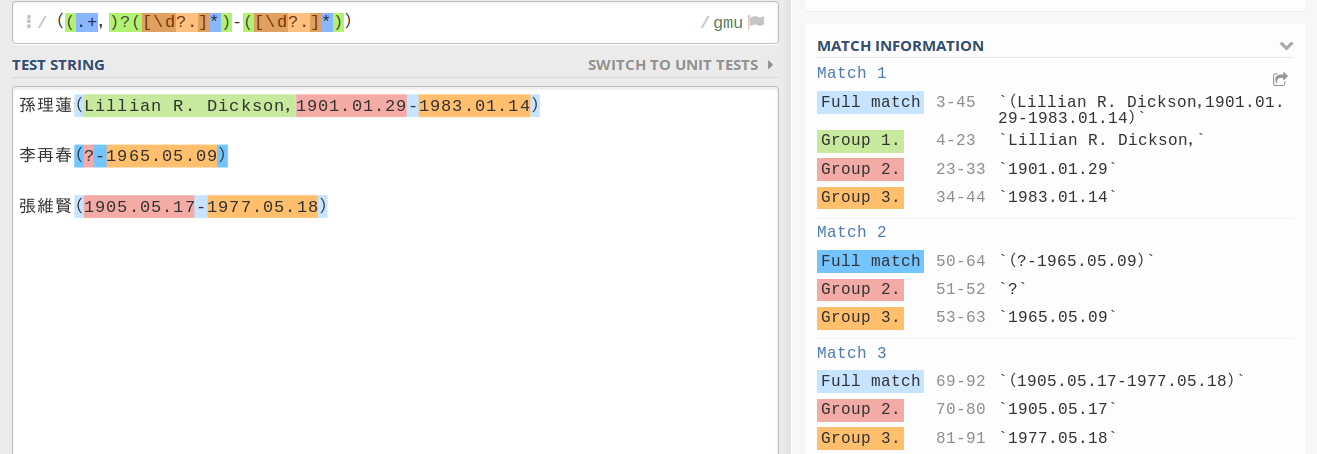 / （(.+，)?([\d?.]*)-([\d?.]*)） / gmu
TEST STRING SWITCH TO UNIT TESTS
孫理蓮（Lillian R. Dickson，1901.01.29-1983.01.14）
李再春（?-1965.05.09）
張維賢（1905.05.17-1977.05.18）
MATCH INFORMATION
Match 1
Full match 3-45 `（Lillian R. Dickson，1901.01.
29-1983.01.14）`
Group 1. 4-23 `Lillian R. Dickson，`
Group 2. 23-33 `1901.01.29`
Group 3. 34-44 `1983.01.14`
Match 2
Full match 50-64 `（?-1965.05.09）`
Group 2. 51-52 `?`
Group 3. 53-63 `1965.05.09`
Match 3
Full match 69-92 `（1905.05.17-1977.05.18）`
Group 2. 70-80 `1905.05.17`
Group 3. 81-91 `1977.05.18`